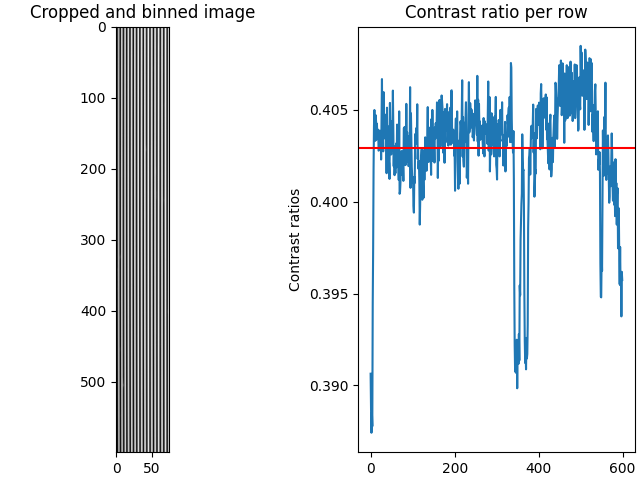 Cropped and binned image
0
100
200
300
400
500
0 50
Contrast ratio per row
Contrast ratios
0.405
0.400
0.395
0.390
0 200 400 600